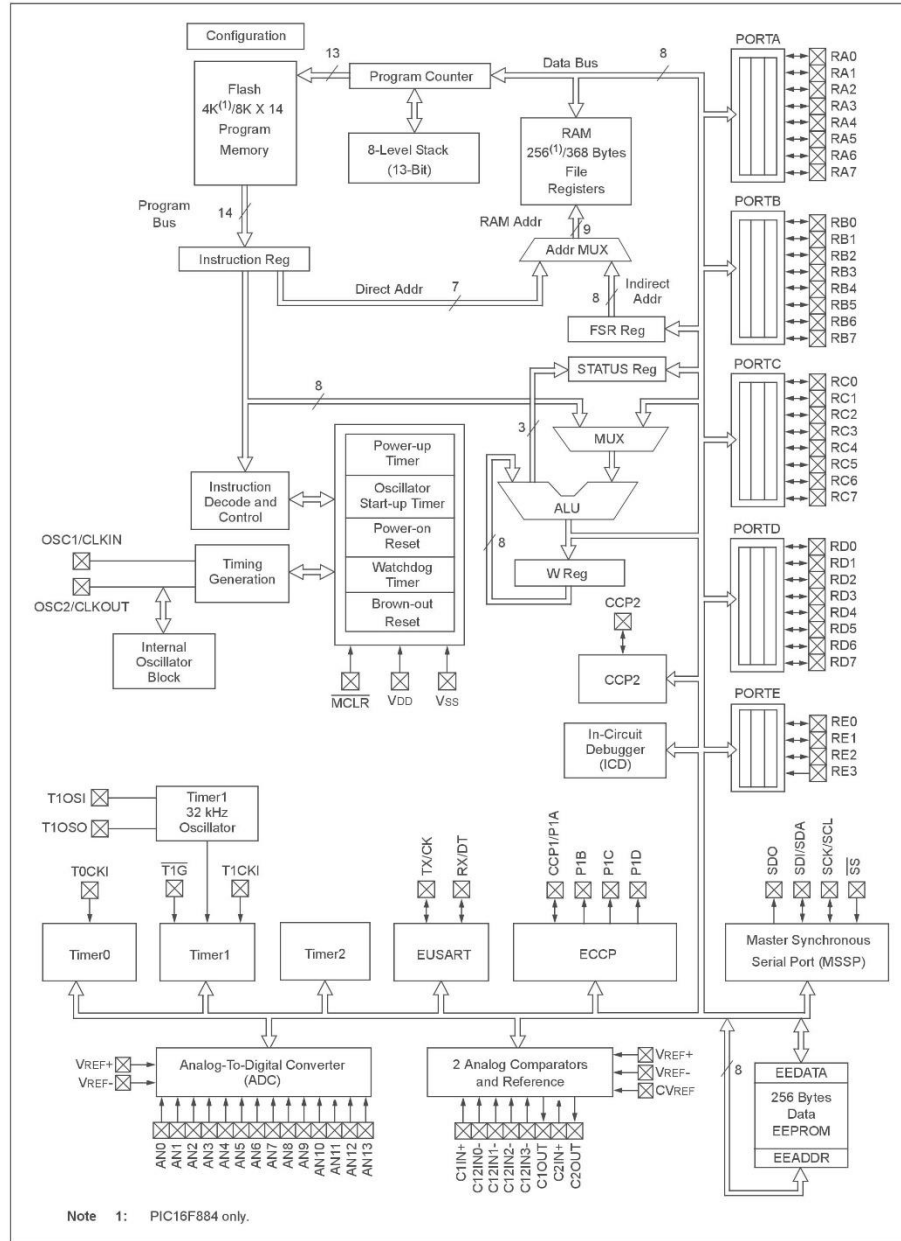 Configuration
13
Program Counter
Data Bus
8
PORTA
RA0
RA1
RA2
RA3
RA4
RA5
RA6
RA7
Flash
4K(1)/8K X 14
Program
Memory
8-Level Stack
(13-Bit)
RAM
256(1)/368 Bytes
File
Registers
Program
Bus
14
RAM Addr
9
Addr MUX
PORTB
RB0
RB1
RB2
RB3
RB4
RB5
RB6
RB7
Instruction Reg
Direct Addr
7
Indirect
Addr
8
FSR Reg
STATUS Reg
8
3
MUX
PORTC
RC0
RC1
RC2
RC3
RC4
RC5
RC6
RC7
Power-up
Timer
Oscillator
Start-up Timer
Power-on
Reset
Watchdog
Timer
Brown-out
Reset
Instruction
Decode and
Control
ALU
8
W Reg
OSC1/CLKIN
OSC2/CLKOUT
Timing
Generation
Internal
Oscillator
Block
MCLR
VDD
VSS
CCP2
CCP2
PORTD
RD0
RD1
RD2
RD3
RD4
RD5
RD6
RD7
In-Circuit
Debugger
(ICD)
PORTE
RE0
RE1
RE2
RE3
T1OSI
T1OSO
Timer1
32 kHz
Oscillator
T0CKI
T1G
T1CKI
TX/CK
RX/DT
CCP1/P1A
P1B
P1C
P1D
SDO
SDI/SDA
SCK/SCL
SS
Timer0
Timer1
Timer2
EUSART
ECCP
Master Synchronous
Serial Port (MSSP)
VREF+
VREF-
Analog-To-Digital Converter
(ADC)
2 Analog Comparators
and Reference
VREF+
VREF-
CVREF
8
EEDATA
256 Bytes
Data
EEPROM
EEADDR
AN0
AN1
AN2
AN3
AN4
AN5
AN6
AN7
AN8
AN9
AN10
AN11
AN12
AN13
C1IN+
C12IN0-
C12IN1-
C12IN2-
C12IN3-
C1OUT
C2IN+
C2OUT
Note 1: PIC16F884 only.